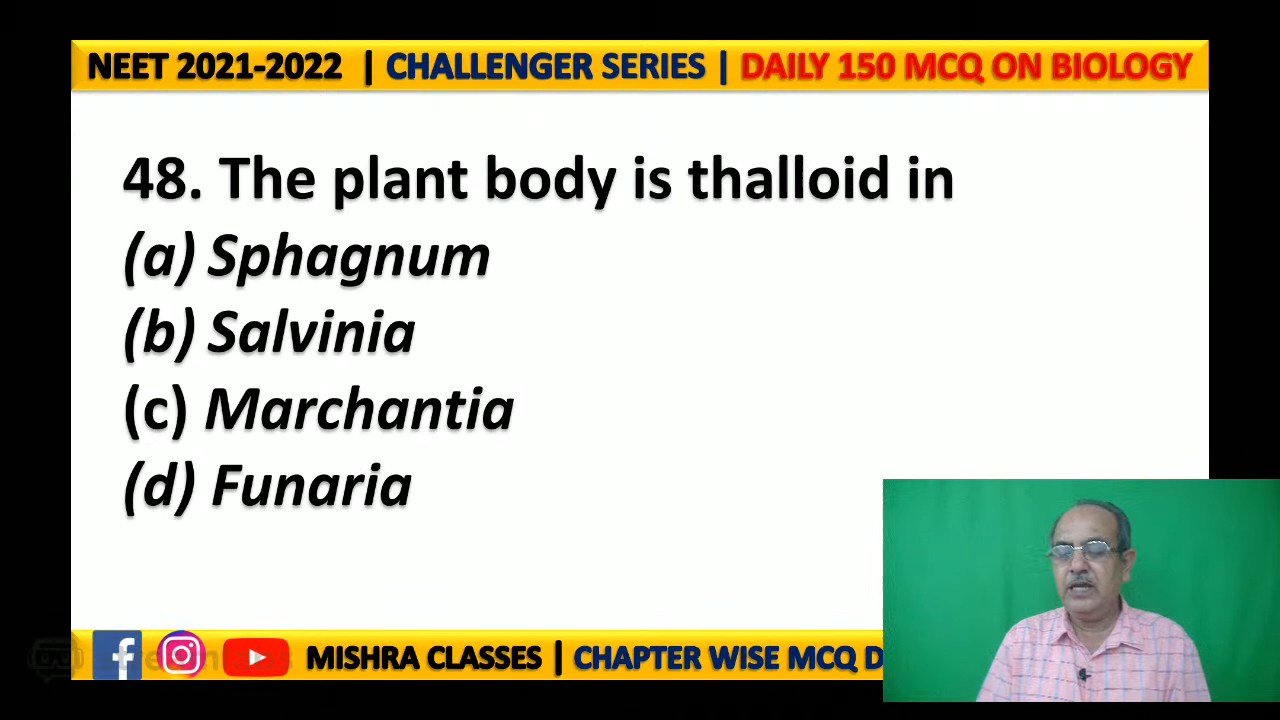 NEET 2021-2022 | CHALLENGER SERIES | DAILY 150 MCQ ON BIOLOGY
48. The plant body is thalloid in
(a) Sphagnum
(b) Salvinia
(c) Marchantia
(d) Funaria
MISHRA CLASSES | CHAPTER WISE MCQ D